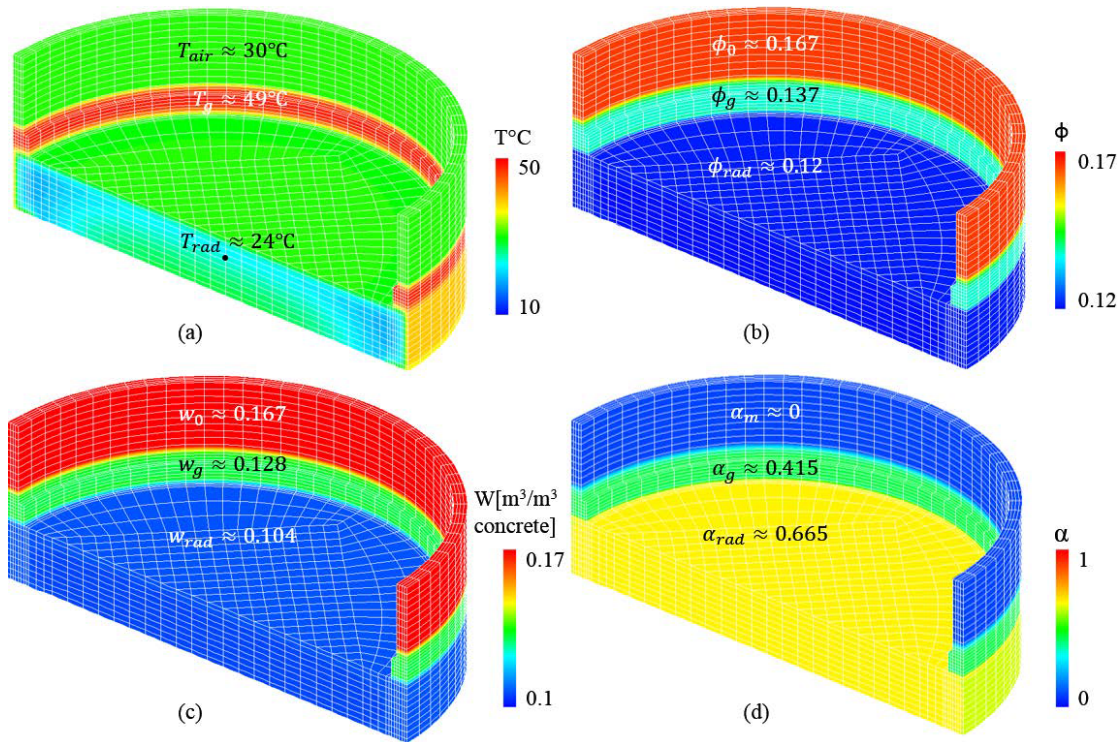 T_air ≈ 30°C
T_g ≈ 49°C
T_rad ≈ 24°C
T°C
50
10
(a)
ϕ_0 ≈ 0.167
ϕ_g ≈ 0.137
ϕ_rad ≈ 0.12
ϕ
0.17
0.12
(b)
w_0 ≈ 0.167
w_g ≈ 0.128
w_rad ≈ 0.104
W[m³/m³
concrete]
0.17
0.1
(c)
α_m ≈ 0
α_g ≈ 0.415
α_rad ≈ 0.665
α
1
0
(d)